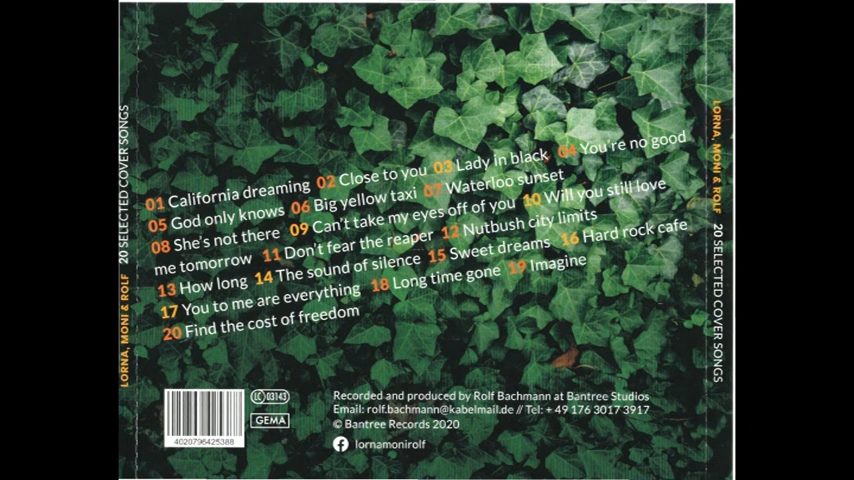 01 California dreaming 02 Close to you 03 Lady in black 04 You're no good
05 God only knows 06 Big yellow taxi 07 Waterloo sunset
08 She's not there 09 Can't take my eyes off of you 10 Will you still love
me tomorrow 11 Don't fear the reaper 12 Nutbush city limits
13 How long 14 The sound of silence 15 Sweet dreams 16 Hard rock cafe
17 You to me are everything 18 Long time gone 19 Imagine
20 Find the cost of freedom
LORNA, MONI & ROLF 20 SELECTED COVER SONGS
LORNA, MONI & ROLF 20 SELECTED COVER SONGS
4020796425388
LC 03143
GEMA
Recorded and produced by Rolf Bachmann at Bantree Studios
Email: rolf.bachmann@kabelmail.de // Tel: + 49 176 3017 3917
© Bantree Records 2020
lornamonirolf